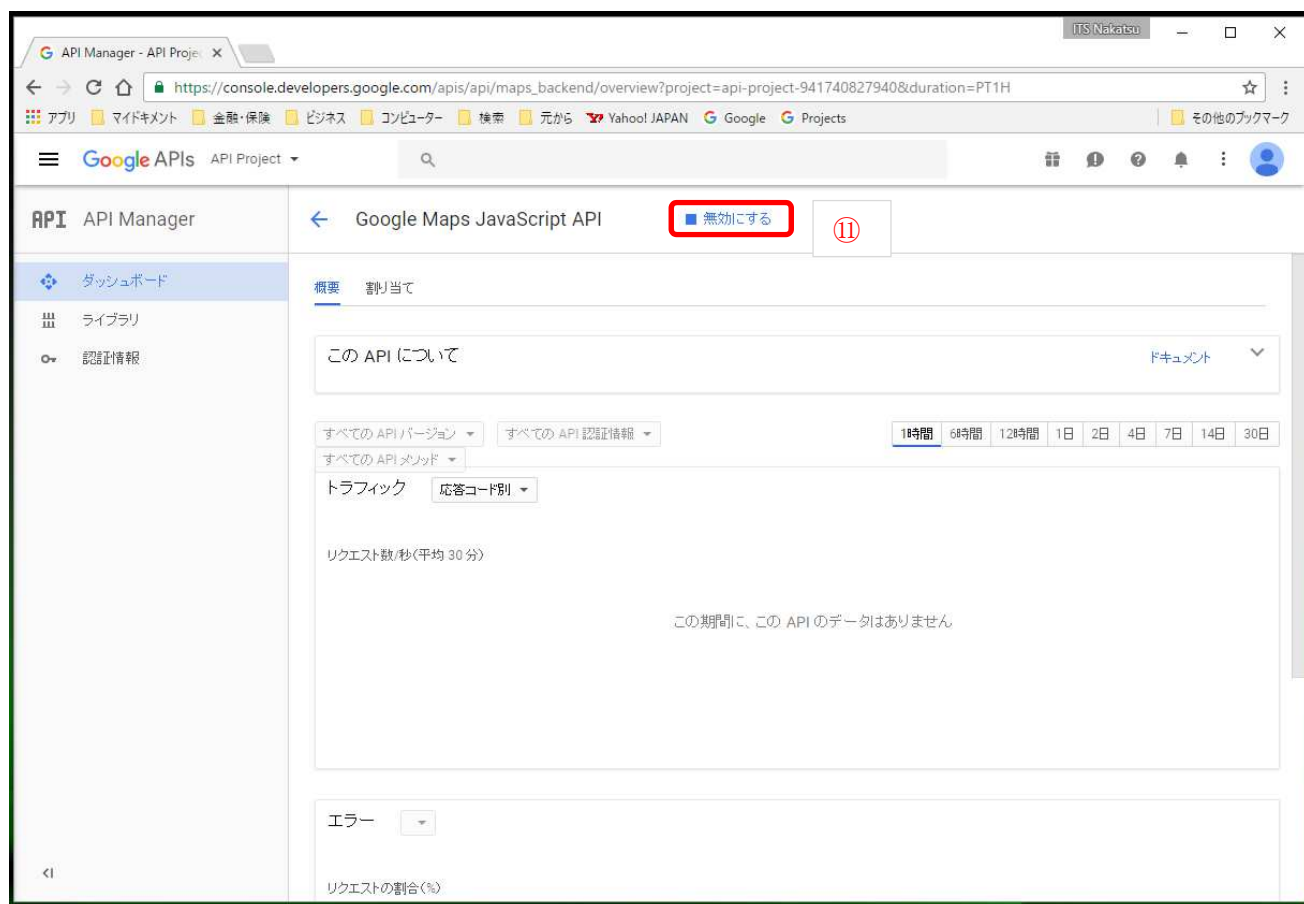 ITS Nakatsu
API Manager - API Projec
https://console.developers.google.com/apis/api/maps_backend/overview?project=api-project-941740827940&duration=PT1H
アプリ マイドキメント 金融・保険 ビジネス コンピューター 検索 元から Yahoo! JAPAN Google Projects その他のブックマーク
Google APIs API Project
API API Manager
Google Maps JavaScript API 無効にする ⑪
ダッシュボード
ライブラリ
認証情報
概要 割り当て
この API について ドキュメント
すべての API バージョン すべての API 認証情報 1時間 6時間 12時間 1日 2日 4日 7日 14日 30日
すべての API メソッド
トラフィック 応答コード別
リクエスト数/秒(平均 30 分)
この期間に、この API のデータはありません
エラー
リクエストの割合(%)